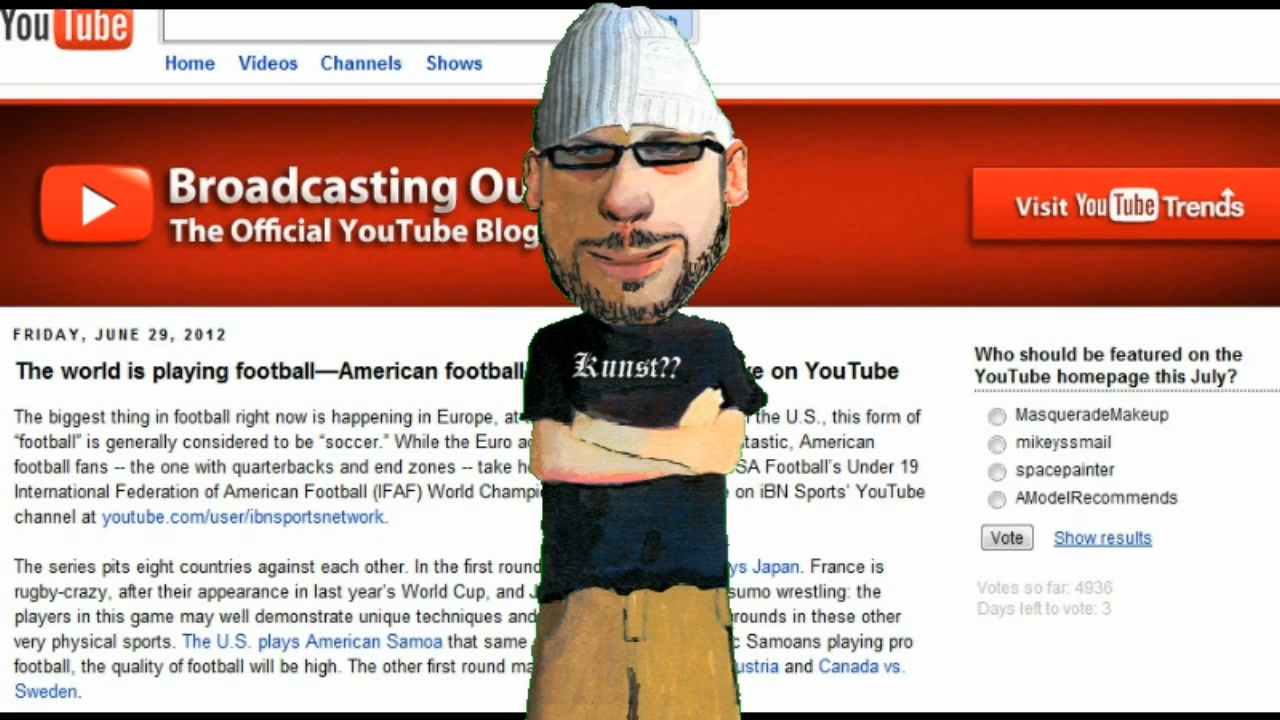 YouTube
Home Videos Channels Shows
Broadcasting
The Official YouTube Blog
Visit YouTube Trends
FRIDAY, JUNE 29, 2012
The world is playing football—American football on YouTube
The biggest thing in football right now is happening in Europe, the U.S., this form of
“football” is generally considered to be “soccer.” While the Euro American
football fans -- the one with quarterbacks and end zones -- take Football’s Under 19
International Federation of American Football (IFAF) World on iBN Sports’ YouTube
channel at youtube.com/user/ibnsportsnetwork.
The series pits eight countries against each other. In the first round Japan. France is
rugby-crazy, after their appearance in last year’s World Cup, and sumo wrestling: the
players in this game may well demonstrate unique techniques and in these other
very physical sports. The U.S. plays American Samoa that same Samoans playing pro
football, the quality of football will be high. The other first round and Canada vs.
Sweden.
Kunst??
Who should be featured on the
YouTube homepage this July?
MasqueradeMakeup
mikeyssmail
spacepainter
AModelRecommends
Vote Show results
Votes so far: 4936
Days left to vote: 3